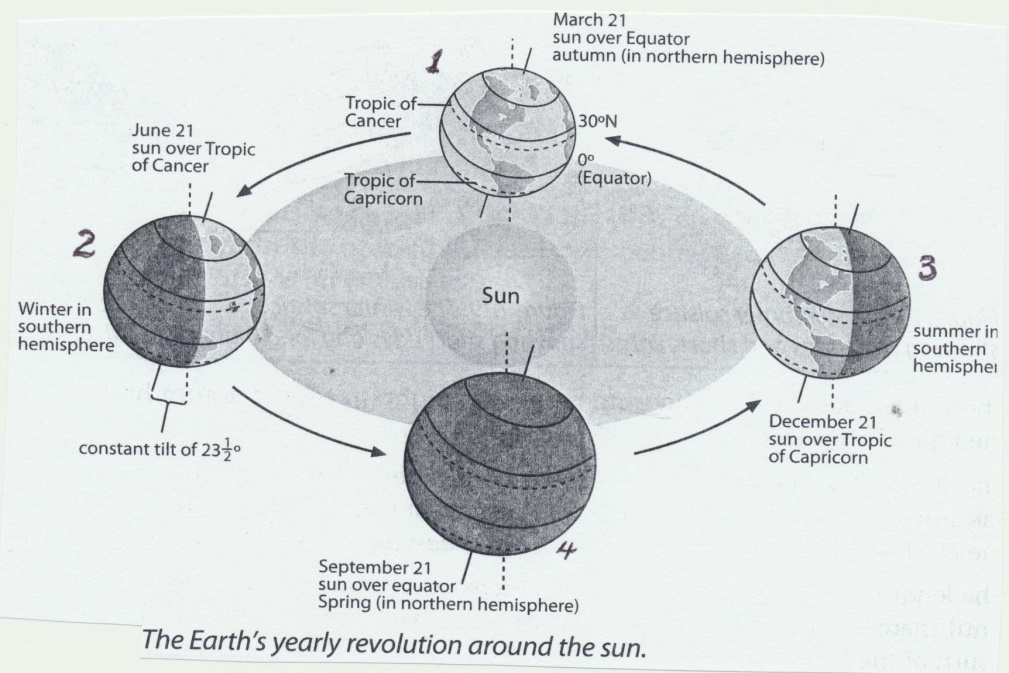 March 21
sun over Equator
autumn (in northern hemisphere)
1
Tropic of
Cancer
30ºN
0º
(Equator)
Tropic of
Capricorn
June 21
sun over Tropic
of Cancer
2
Winter in
southern
hemisphere
constant tilt of 23½º
Sun
3
summer in
southern
hemispher
December 21
sun over Tropic
of Capricorn
4
September 21
sun over equator
Spring (in northern hemisphere)
The Earth's yearly revolution around the sun.